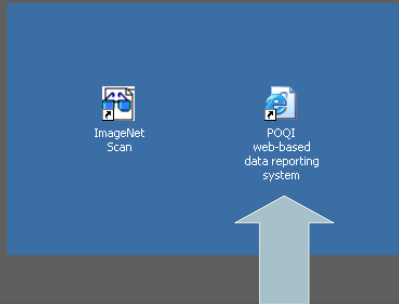 ImageNet
Scan
POQI
web-based
data reporting
system